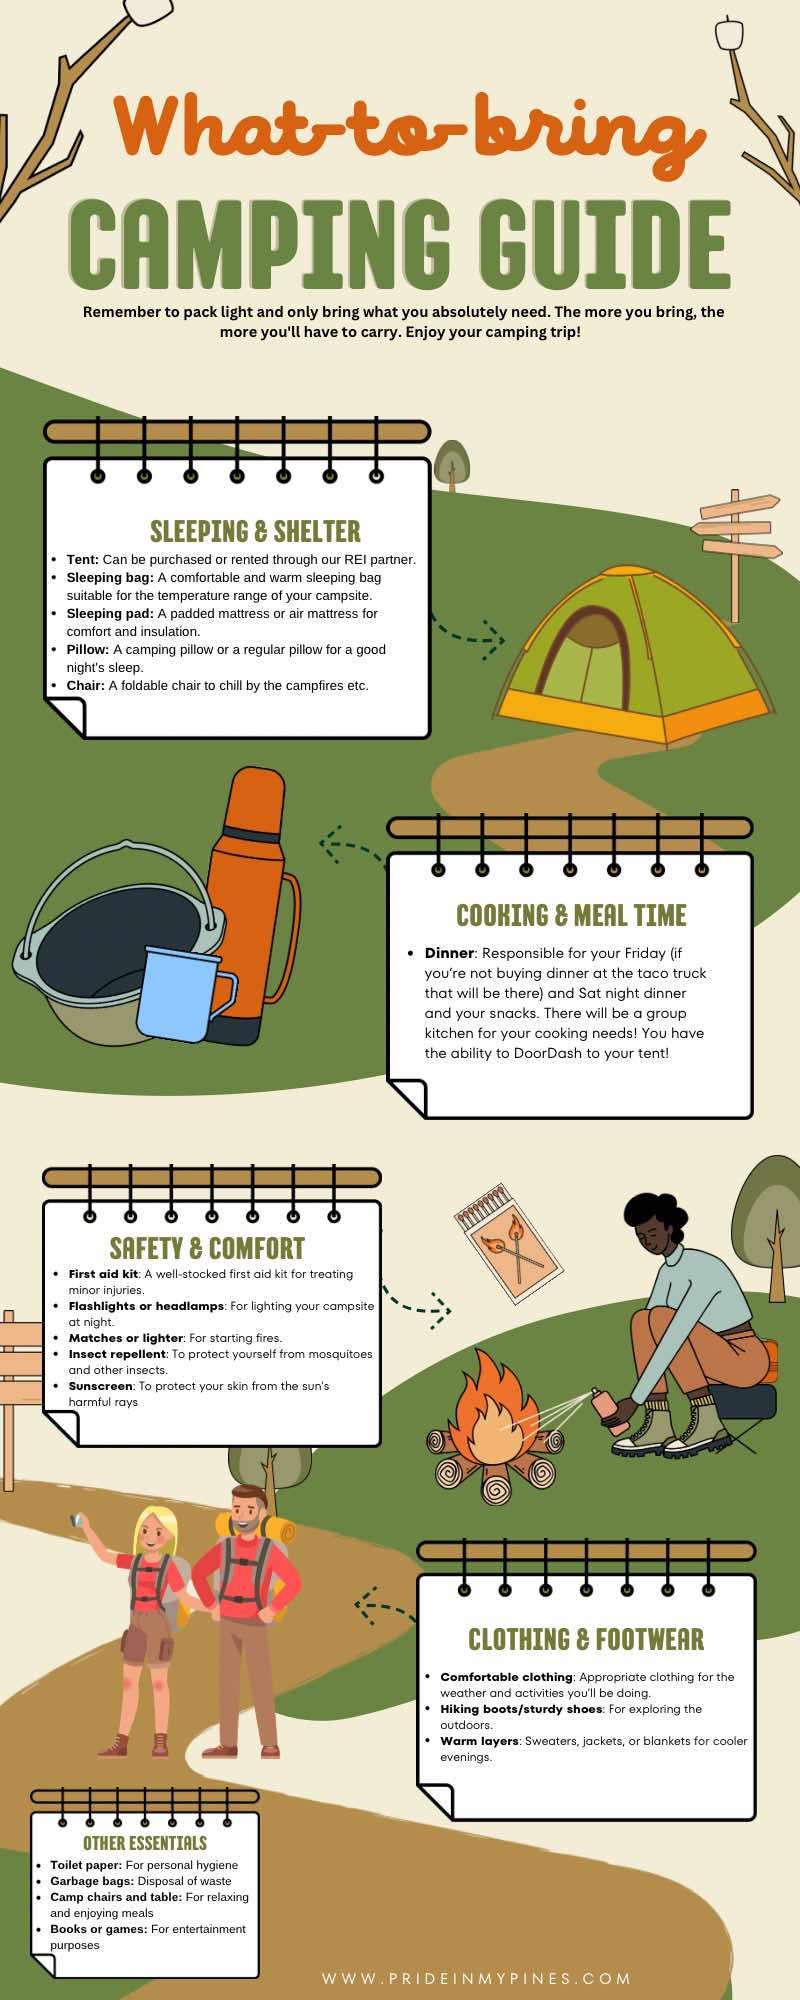 What-to-bring
CAMPING GUIDE
Remember to pack light and only bring what you absolutely need. The more you bring, the
more you'll have to carry. Enjoy your camping trip!
SLEEPING & SHELTER
• Tent: Can be purchased or rented through our REI partner.
• Sleeping bag: A comfortable and warm sleeping bag
suitable for the temperature range of your campsite.
• Sleeping pad: A padded mattress or air mattress for
comfort and insulation.
• Pillow: A camping pillow or a regular pillow for a good
night's sleep.
• Chair: A foldable chair to chill by the campfires etc.
COOKING & MEAL TIME
• Dinner: Responsible for your Friday (if
you're not buying dinner at the taco truck
that will be there) and Sat night dinner
and your snacks. There will be a group
kitchen for your cooking needs! You have
the ability to DoorDash to your tent!
SAFETY & COMFORT
• First aid kit: A well-stocked first aid kit for treating
minor injuries.
• Flashlights or headlamps: For lighting your campsite
at night.
• Matches or lighter: For starting fires.
• Insect repellent: To protect yourself from mosquitoes
and other insects.
• Sunscreen: To protect your skin from the sun's
harmful rays
CLOTHING & FOOTWEAR
• Comfortable clothing: Appropriate clothing for the
weather and activities you'll be doing.
• Hiking boots/sturdy shoes: For exploring the
outdoors.
• Warm layers: Sweaters, jackets, or blankets for cooler
evenings.
OTHER ESSENTIALS
• Toilet paper: For personal hygiene
• Garbage bags: Disposal of waste
• Camp chairs and table: For relaxing
and enjoying meals
• Books or games: For entertainment
purposes
WWW.PRIDEINMYPINES.COM